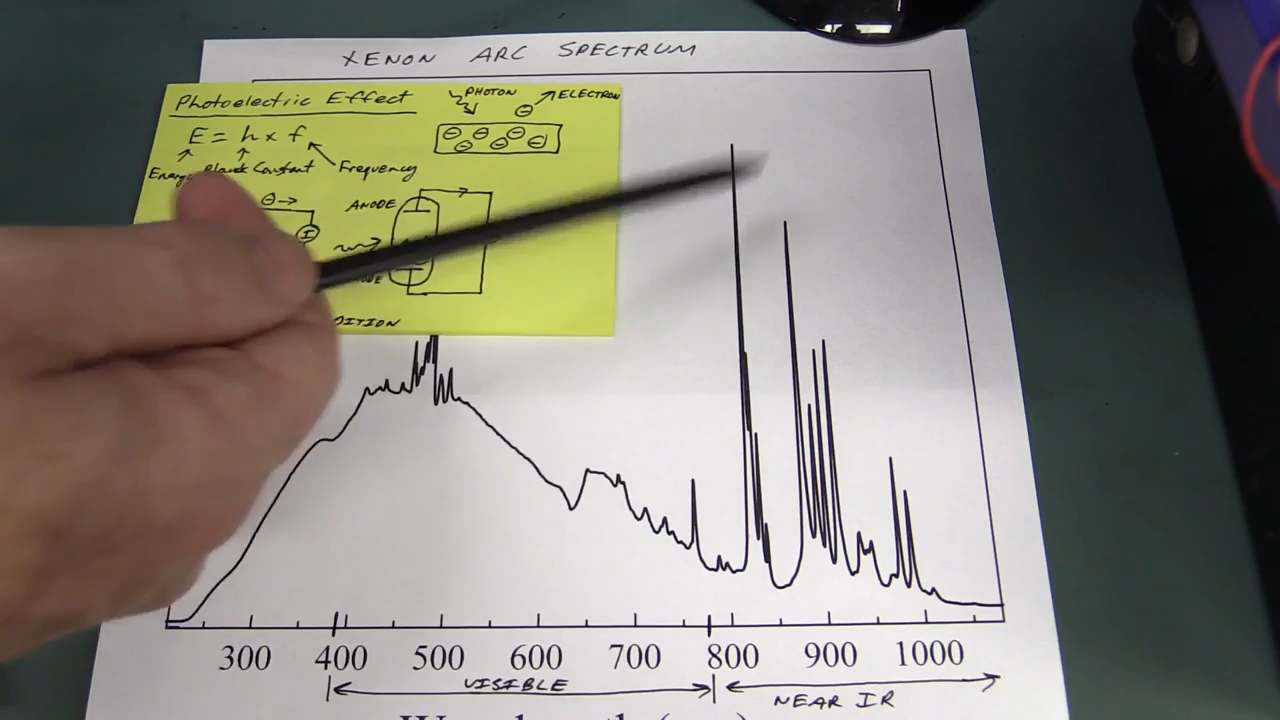 XENON ARC SPECTRUM
Photoelectric Effect
PHOTON
ELECTRON
E = h x f
Planck Constant
Frequency
ANODE
I
300 400 500 600 700 800 900 1000
VISIBLE
NEAR IR